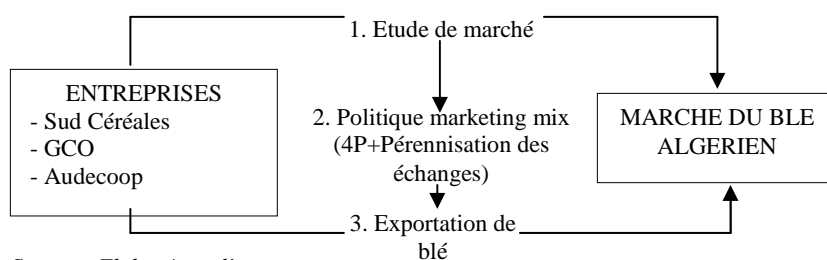 1. Etude de marché
ENTREPRISES
- Sud Céréales
- GCO
- Audecoop
2. Politique marketing mix
(4P+Pérennisation des
échanges)
MARCHE DU BLE
ALGERIEN
3. Exportation de
blé